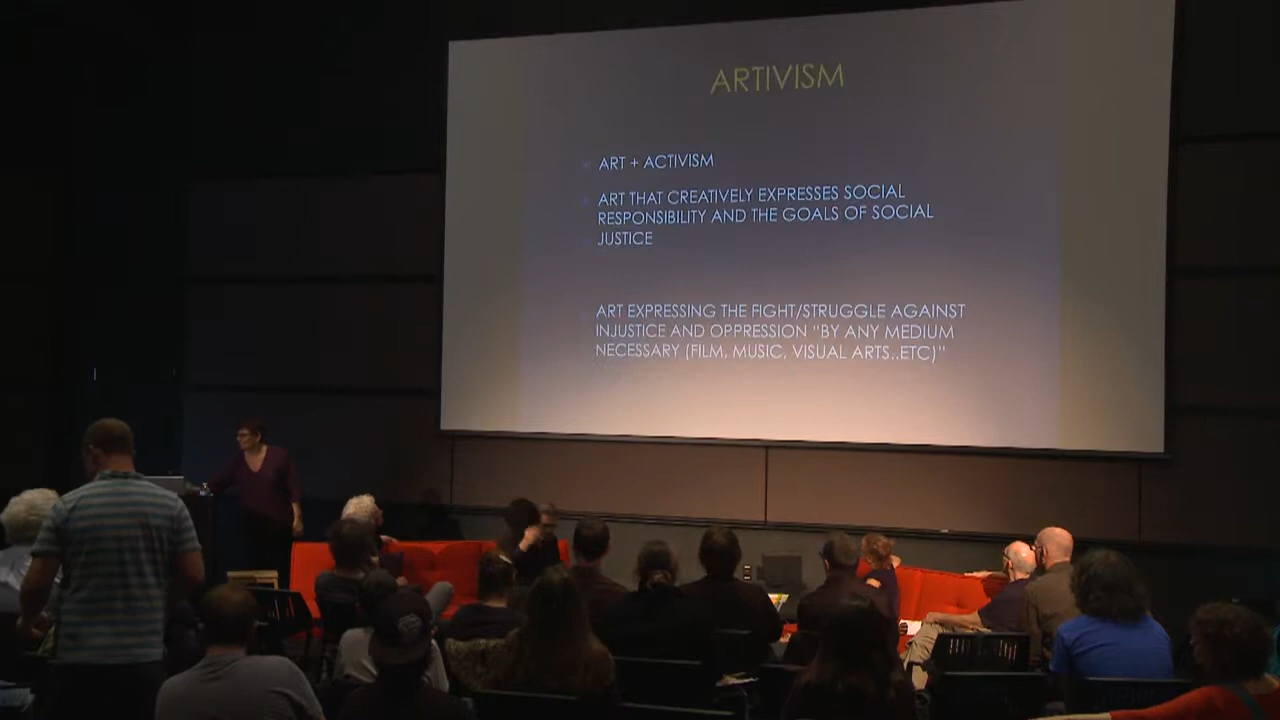 ARTIVISM
ART + ACTIVISM
ART THAT CREATIVELY EXPRESSES SOCIAL
RESPONSIBILITY AND THE GOALS OF SOCIAL
JUSTICE
ART EXPRESSING THE FIGHT/STRUGGLE AGAINST
INJUSTICE AND OPPRESSION "BY ANY MEDIUM
NECESSARY (FILM, MUSIC, VISUAL ARTS..ETC)"